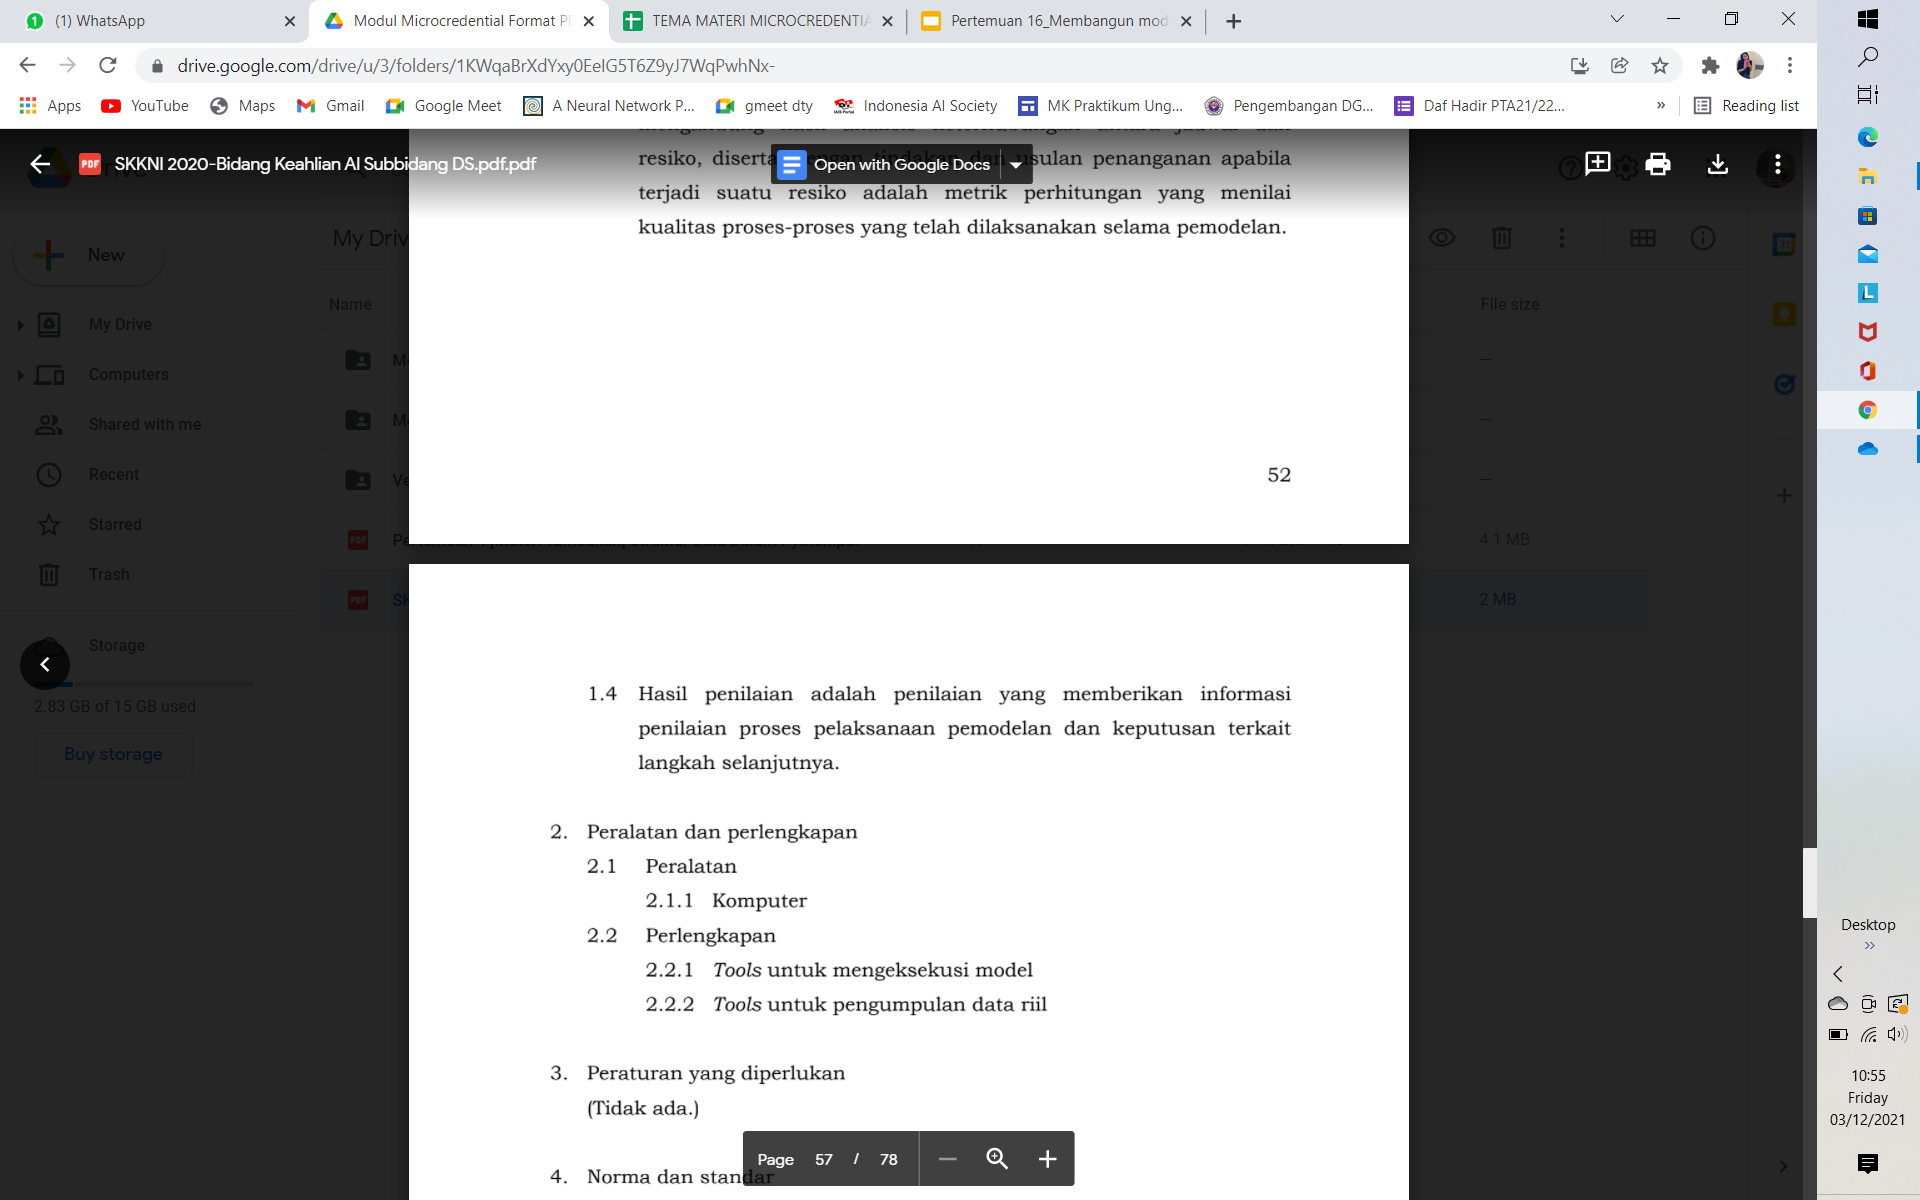 (1) WhatsApp
Modul Microcredential Format P
TEMA MATERI MICROCREDENTIA
Pertemuan 16_Membangun mod
drive.google.com/drive/u/3/folders/1KWqaBrXdYxy0EeIG5T6Z9yJ7WqPwhNx-
Apps YouTube Maps Gmail Google Meet A Neural Network P... gmeet dty Indonesia AI Society MK Praktikum Ung... Pengembangan DG... Daf Hadir PTA21/22... » Reading list
SKKNI 2020-Bidang Keahlian AI Subbidang DS.pdf.pdf
Open with Google Docs
resiko, diserta dan usulan penanganan apabila
terjadi suatu resiko adalah metrik perhitungan yang menilai
kualitas proses-proses yang telah dilaksanakan selama pemodelan.
52
New
My Drive
Computers
Shared with me
Recent
Starred
Trash
Storage
2.83 GB of 15 GB used
Buy storage
My Driv
Name
File size
4.1 MB
2 MB
1.4 Hasil penilaian adalah penilaian yang memberikan informasi
penilaian proses pelaksanaan pemodelan dan keputusan terkait
langkah selanjutnya.
2. Peralatan dan perlengkapan
2.1 Peralatan
2.1.1 Komputer
2.2 Perlengkapan
2.2.1 Tools untuk mengeksekusi model
2.2.2 Tools untuk pengumpulan data riil
3. Peraturan yang diperlukan
(Tidak ada.)
4. Norma dan standar
Page 57 / 78
Desktop
10:55
Friday
03/12/2021